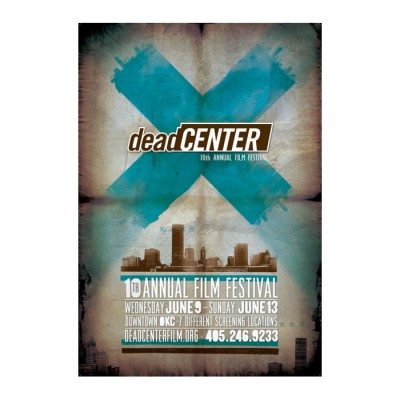 deadCENTER
10th ANNUAL FILM FESTIVAL
10TH ANNUAL FILM FESTIVAL
WEDNESDAY JUNE 9 - SUNDAY JUNE 13
DOWNTOWN OKC - 7 DIFFERENT SCREENING LOCATIONS
DEADCENTERFILM.ORG - 405.246.9233